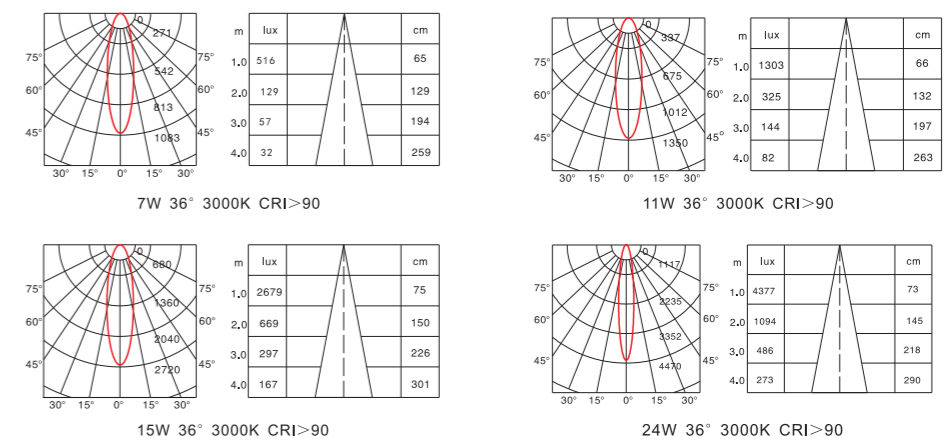 0
271
542
813
1083
75° 75°
60° 60°
45° 45°
30° 15° 0° 15° 30°
m lux cm
1.0 516 65
2.0 129 129
3.0 57 194
4.0 32 259
7W 36° 3000K CRI>90
0
337
675
1012
1350
75° 75°
60° 60°
45° 45°
30° 15° 0° 15° 30°
m lux cm
1.0 1303 66
2.0 325 132
3.0 144 197
4.0 82 263
11W 36° 3000K CRI>90
0
680
1360
2040
2720
75° 75°
60° 60°
45° 45°
30° 15° 0° 15° 30°
m lux cm
1.0 2679 75
2.0 669 150
3.0 297 226
4.0 167 301
15W 36° 3000K CRI>90
0
1117
2235
3352
4470
75° 75°
60° 60°
45° 45°
30° 15° 0° 15° 30°
m lux cm
1.0 4377 73
2.0 1094 145
3.0 486 218
4.0 273 290
24W 36° 3000K CRI>90